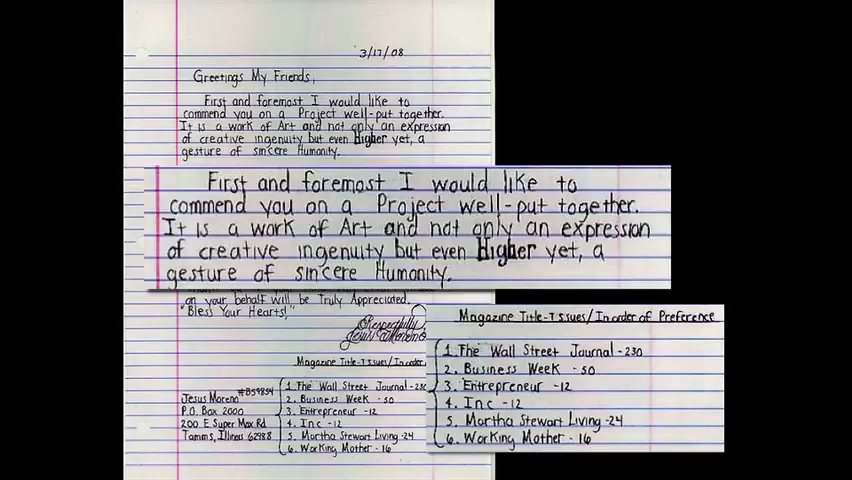 3/17/08
Greetings My Friends,
First and foremost I would like to
commend you on a Project well-put together.
It is a work of Art and not only an expression
of creative ingenuity but even Higher yet, a
gesture of sincere Humanity.
First and foremost I would like to
commend you on a Project well-put together.
It is a work of Art and not only an expression
of creative ingenuity but even Higher yet, a
gesture of sincere Humanity.
on your behalf will be Truly Appreciated.
"Bless Your Hearts!"
Respectfully,
Jesus Moreno
Magazine Title-Issues/In order
Jesus Moreno #B59854
P.O. Box 2000
200 E Super Max Rd
Tamms, Illinois 62988
1. The Wall Street Journal -230
2. Business Week -50
3. Entrepreneur -12
4. Inc -12
5. Martha Stewart Living -24
6. Working Mother - 16
Magazine Title-Issues/In order of Preference
1. The Wall Street Journal -230
2. Business Week -50
3. Entrepreneur -12
4. Inc -12
5. Martha Stewart Living -24
6. Working Mother - 16